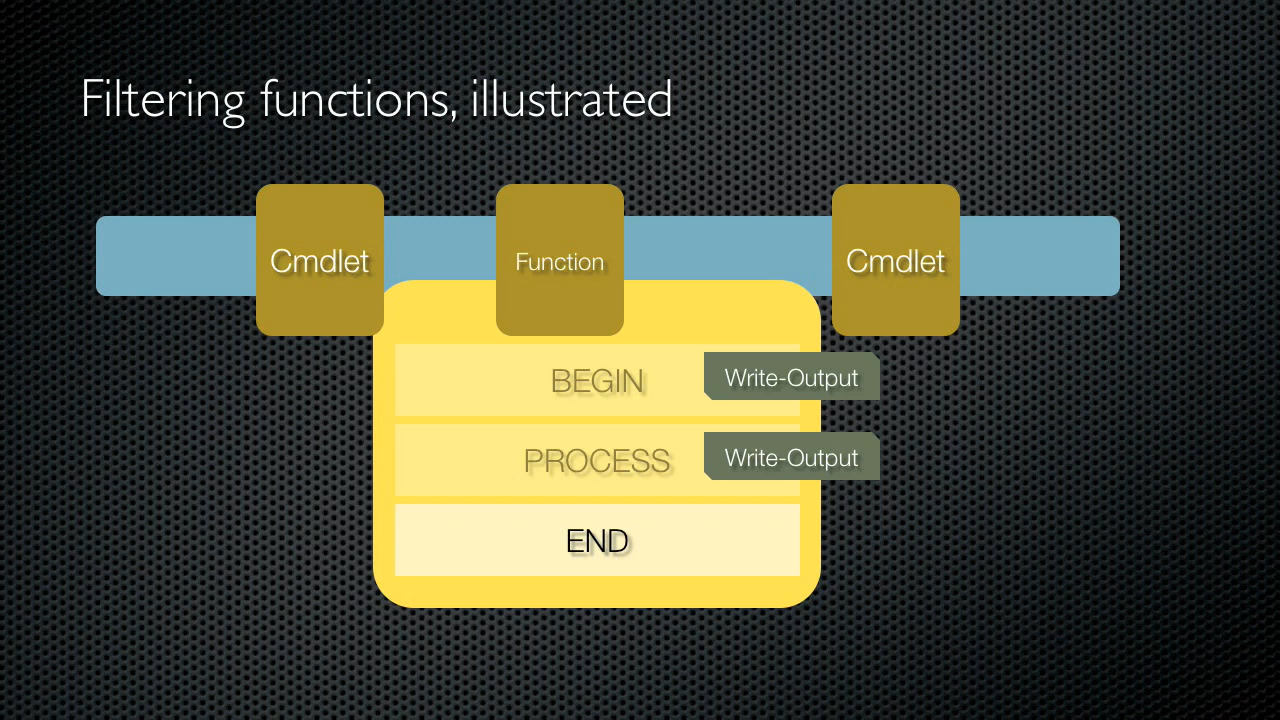 Filtering functions, illustrated
Cmdlet
Function
Cmdlet
BEGIN
Write-Output
PROCESS
Write-Output
END